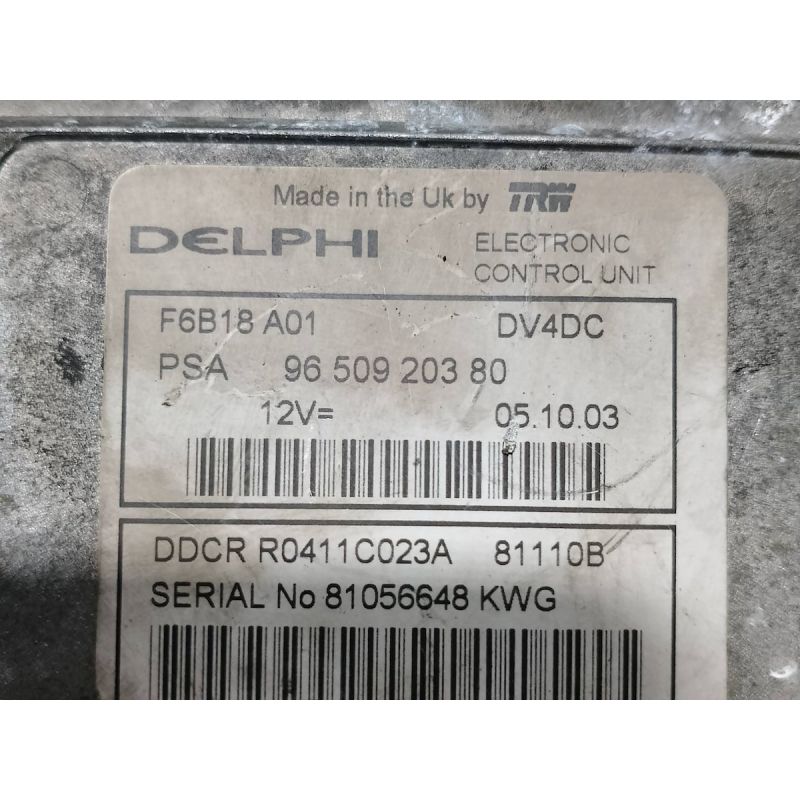 Made in the Uk by TRW
DELPHI ELECTRONIC
CONTROL UNIT
F6B18 A01 DV4DC
PSA 96 509 203 80
12V= 05.10.03
DDCR R0411C023A 81110B
SERIAL No 81056648 KWG